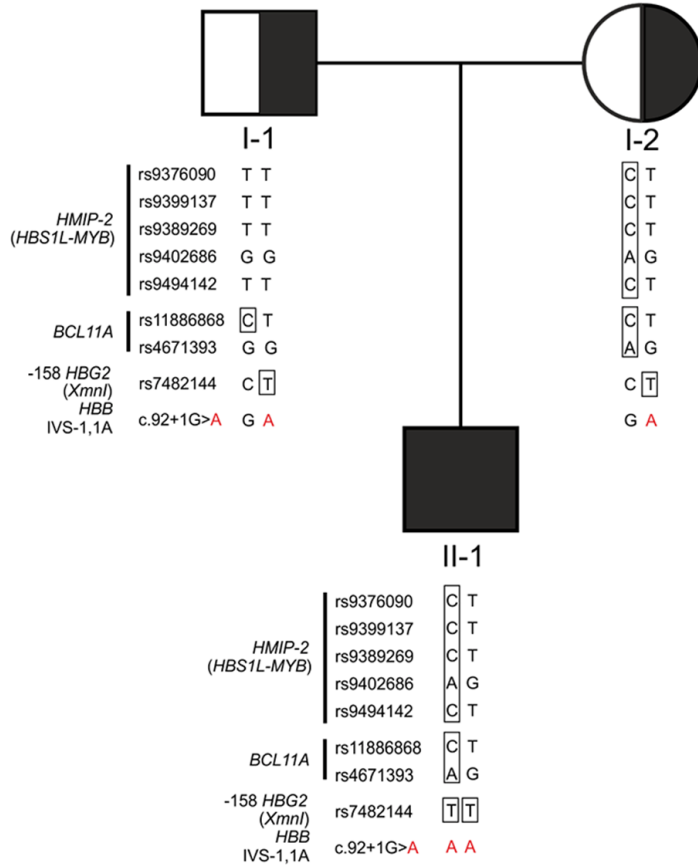 I-1
I-2
HMIP-2
(HBS1L-MYB)
rs9376090 T T C T
rs9399137 T T C T
rs9389269 T T C T
rs9402686 G G A G
rs9494142 T T C T
BCL11A
rs11886868 C T C T
rs4671393 G G A G
-158 HBG2
(XmnI)
rs7482144 C T C T
HBB
IVS-1,1A
c.92+1G>A G A G A
II-1
HMIP-2
(HBS1L-MYB)
rs9376090 C T
rs9399137 C T
rs9389269 C T
rs9402686 A G
rs9494142 C T
BCL11A
rs11886868 C T
rs4671393 A G
-158 HBG2
(XmnI)
rs7482144 T T
HBB
IVS-1,1A
c.92+1G>A A A